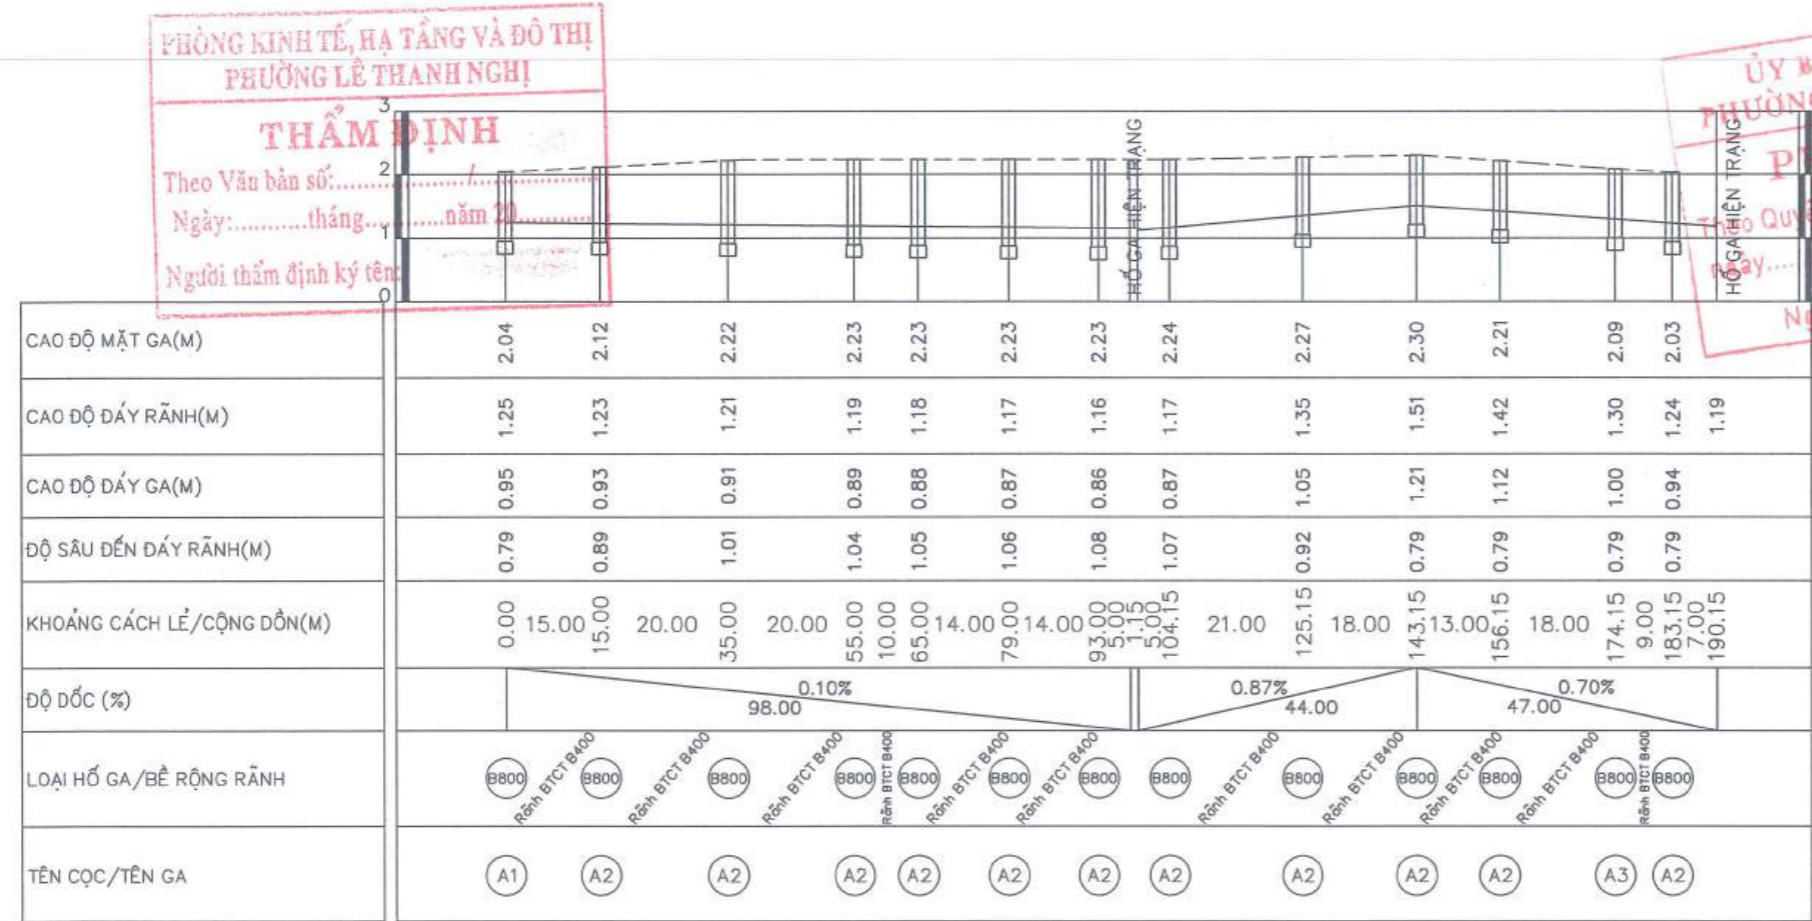 PHÒNG KINH TẾ, HẠ TẦNG VÀ ĐÔ THỊ
PHƯỜNG LÊ THANH NGHỊ
THẨM ĐỊNH
Theo Văn bản số:............../..............
Ngày:............tháng...........năm 20..........
Người thẩm định ký tên:
ỦY B
PHƯỜNG
Theo Quy
ngày.....
3
2
1
0
HỐ GA HIỆN TRẠNG
HỐ GA HIỆN TRẠNG
CAO ĐỘ MẶT GA(M) 2.04 2.12 2.22 2.23 2.23 2.23 2.23 2.24 2.27 2.30 2.21 2.09 2.03
CAO ĐỘ ĐÁY RÃNH(M) 1.25 1.23 1.21 1.19 1.18 1.17 1.16 1.17 1.35 1.51 1.42 1.30 1.24 1.19
CAO ĐỘ ĐÁY GA(M) 0.95 0.93 0.91 0.89 0.88 0.87 0.86 0.87 1.05 1.21 1.12 1.00 0.94
ĐỘ SÂU ĐẾN ĐÁY RÃNH(M) 0.79 0.89 1.01 1.04 1.05 1.06 1.08 1.07 0.92 0.79 0.79 0.79 0.79
KHOẢNG CÁCH LẺ/CỘNG DỒN(M) 0.00 15.00 15.00 20.00 35.00 20.00 55.00 10.00 65.00 14.00 79.00 14.00 93.00 5.00 1.15 5.00 104.15 21.00 125.15 18.00 143.15 13.00 156.15 18.00 174.15 9.00 183.15 7.00 190.15
ĐỘ DỐC (%) 0.10% 98.00 0.87% 44.00 0.70% 47.00
LOẠI HỐ GA/BỀ RỘNG RÃNH B800 Rãnh BTCT B400 B800 Rãnh BTCT B400 B800 Rãnh BTCT B400 B800 Rãnh BTCT B400 B800 Rãnh BTCT B400 B800 Rãnh BTCT B400 B800 B800 Rãnh BTCT B400 B800 Rãnh BTCT B400 B800 Rãnh BTCT B400 B800 Rãnh BTCT B400 B800 Rãnh BTCT B400 B800
TÊN CỌC/TÊN GA A1 A2 A2 A2 A2 A2 A2 A2 A2 A2 A2 A3 A2